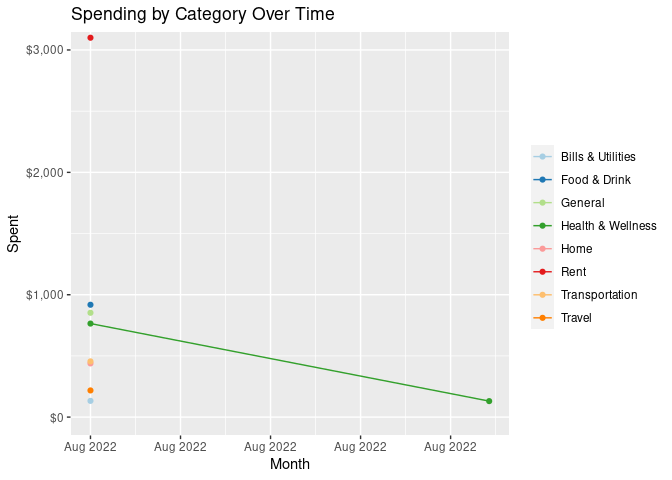 Spending by Category Over Time
$3,000
$2,000
$1,000
$0
Spent
Aug 2022 Aug 2022 Aug 2022 Aug 2022 Aug 2022
Month
Bills & Utilities
Food & Drink
General
Health & Wellness
Home
Rent
Transportation
Travel